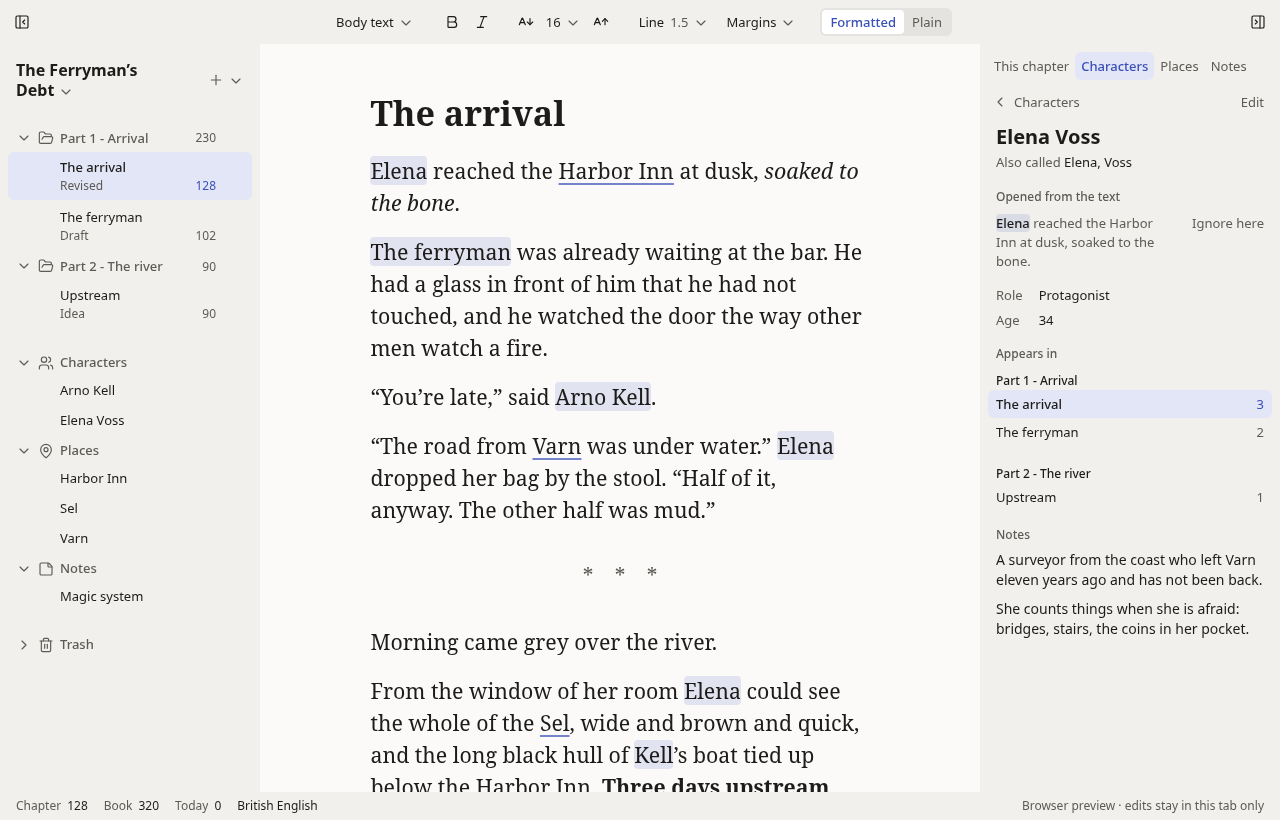 Body text
B I
16
Line 1.5
Margins
Formatted Plain
The Ferryman’s
Debt
Part 1 - Arrival 230
The arrival
Revised 128
The ferryman
Draft 102
Part 2 - The river 90
Upstream
Idea 90
Characters
Arno Kell
Elena Voss
Places
Harbor Inn
Sel
Varn
Notes
Magic system
Trash
The arrival
Elena reached the Harbor Inn at dusk, soaked to
the bone.
The ferryman was already waiting at the bar. He
had a glass in front of him that he had not
touched, and he watched the door the way other
men watch a fire.
“You’re late,” said Arno Kell.
“The road from Varn was under water.” Elena
dropped her bag by the stool. “Half of it,
anyway. The other half was mud.”
* * *
Morning came grey over the river.
From the window of her room Elena could see
the whole of the Sel, wide and brown and quick,
and the long black hull of Kell’s boat tied up
below the Harbor Inn. Three days upstream
This chapter Characters Places Notes
Characters Edit
Elena Voss
Also called Elena, Voss
Opened from the text
Elena reached the Harbor Ignore here
Inn at dusk, soaked to the
bone.
Role Protagonist
Age 34
Appears in
Part 1 - Arrival
The arrival 3
The ferryman 2
Part 2 - The river
Upstream 1
Notes
A surveyor from the coast who left Varn
eleven years ago and has not been back.
She counts things when she is afraid:
bridges, stairs, the coins in her pocket.
Chapter 128 Book 320 Today 0 British English
Browser preview · edits stay in this tab only